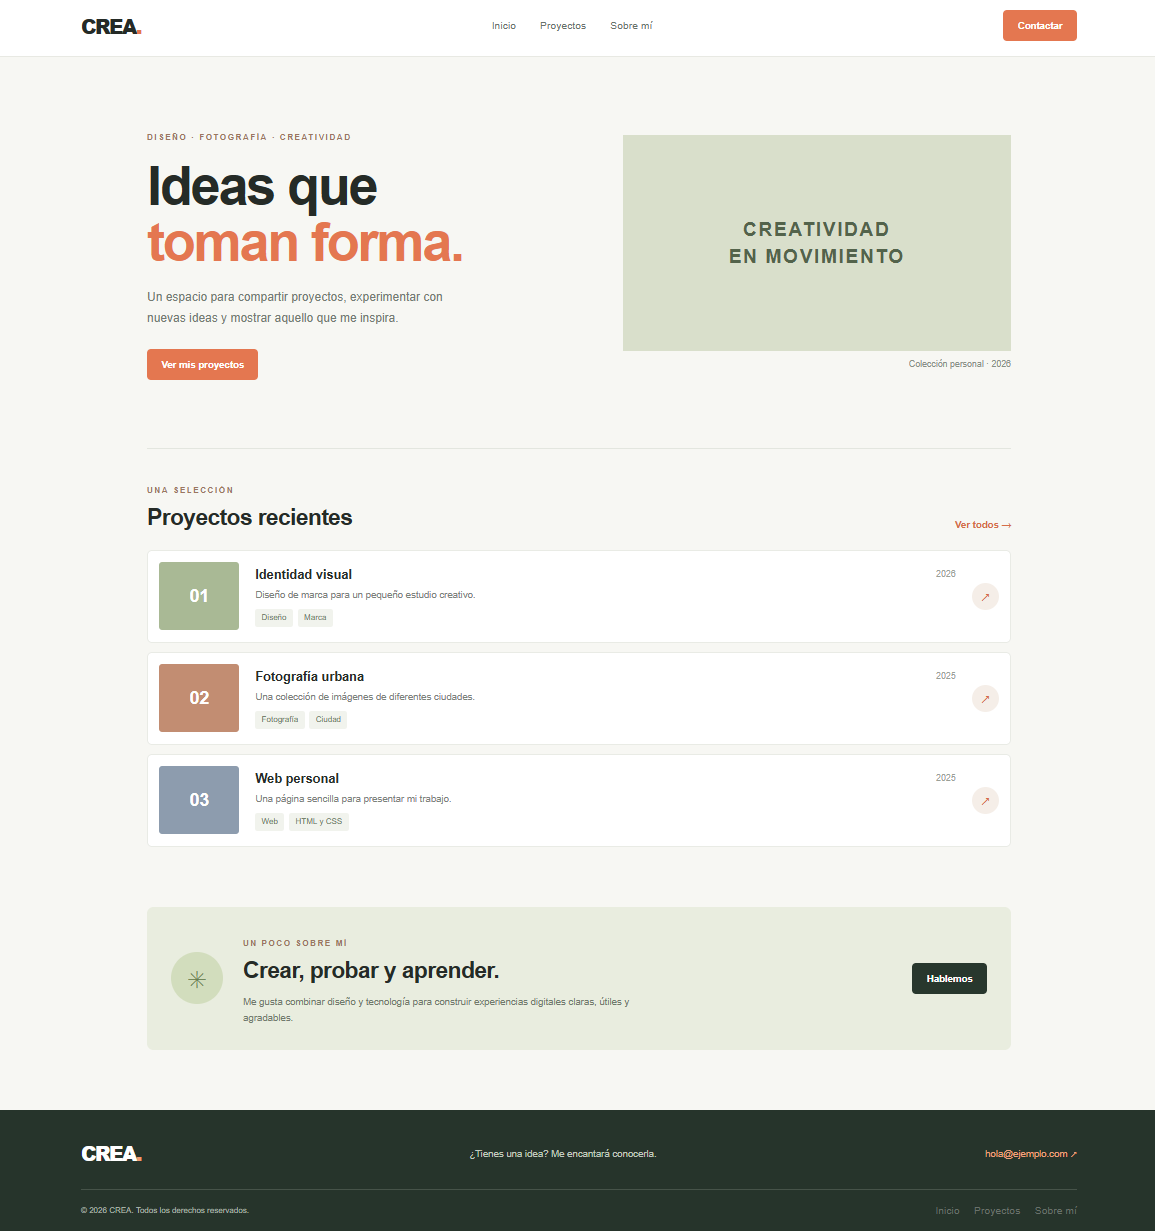 CREA.
Inicio
Proyectos
Sobre mí
Contactar
DISEÑO · FOTOGRAFÍA · CREATIVIDAD
Ideas que
toman forma.
Un espacio para compartir proyectos, experimentar con
nuevas ideas y mostrar aquello que me inspira.
Ver mis proyectos
CREATIVIDAD
EN MOVIMIENTO
Colección personal · 2026
UNA SELECCIÓN
Proyectos recientes
Ver todos →
01
Identidad visual
2026
Diseño de marca para un pequeño estudio creativo.
Diseño
Marca
↗
02
Fotografía urbana
2025
Una colección de imágenes de diferentes ciudades.
Fotografía
Ciudad
↗
03
Web personal
2025
Una página sencilla para presentar mi trabajo.
Web
HTML y CSS
↗
UN POCO SOBRE MÍ
Crear, probar y aprender.
Me gusta combinar diseño y tecnología para construir experiencias digitales claras, útiles y
agradables.
Hablemos
CREA.
¿Tienes una idea? Me encantará conocerla.
hola@ejemplo.com ↗
© 2026 CREA. Todos los derechos reservados.
Inicio
Proyectos
Sobre mí